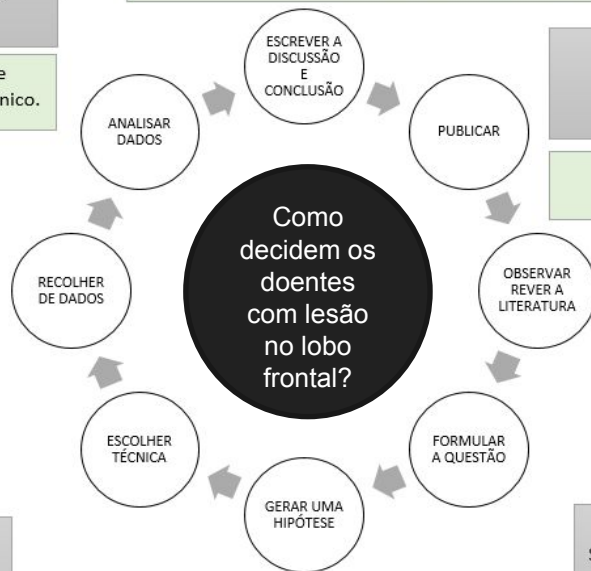 ESCREVER A
DISCUSSÃO
E
CONCLUSÃO
e
nico.
ANALISAR
DADOS
PUBLICAR
Como
decidem os
doentes
com lesão
no lobo
frontal?
RECOLHER
DE DADOS
OBSERVAR
REVER A
LITERATURA
ESCOLHER
TÉCNICA
FORMULAR
A QUESTÃO
GERAR UMA
HIPÓTESE